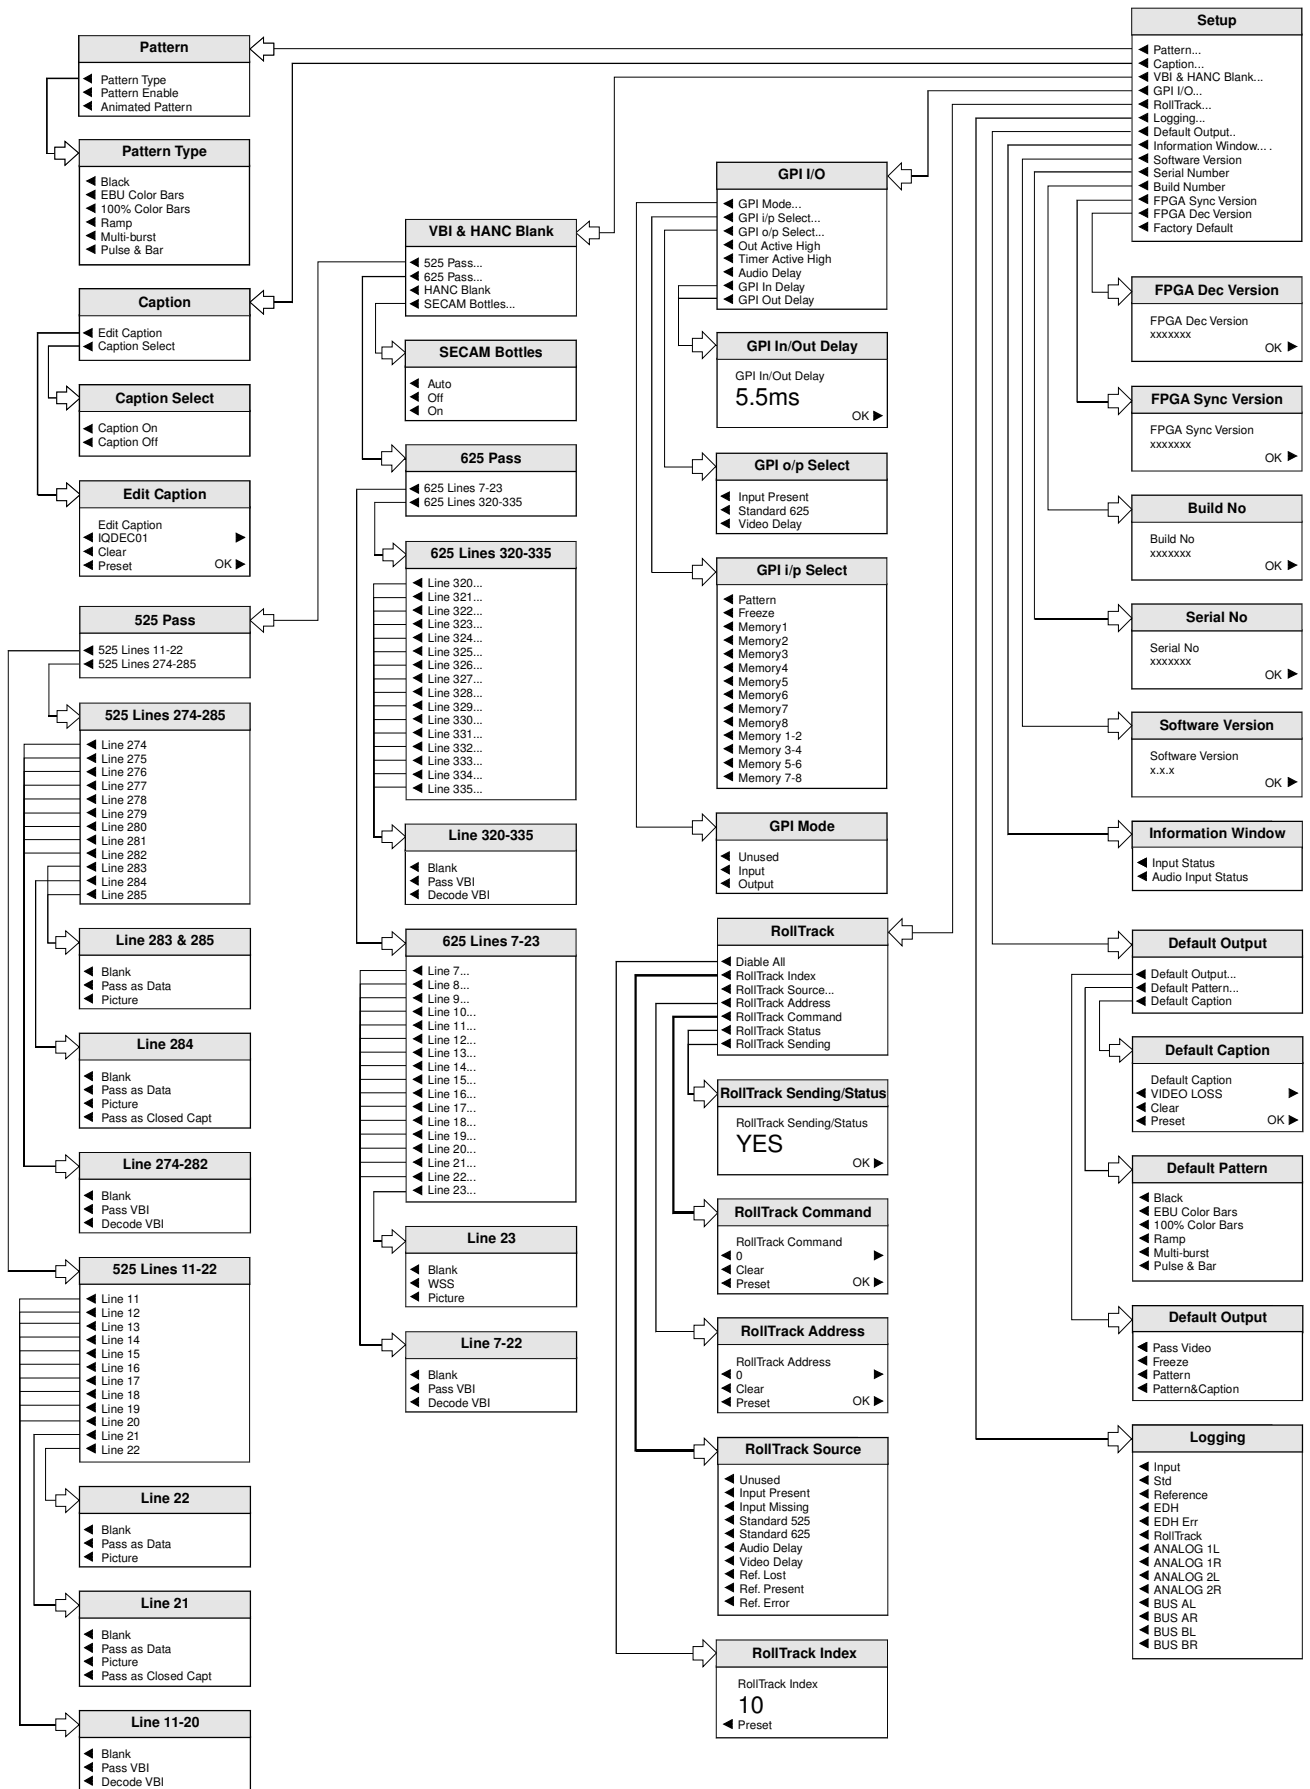 Setup
Pattern...
Caption...
VBI & HANC Blank...
GPI I/O...
RollTrack...
Logging...
Default Output..
Information Window... .
Software Version
Serial Number
Build Number
FPGA Sync Version
FPGA Dec Version
Factory Default
Pattern
Pattern Type
Pattern Enable
Animated Pattern
Pattern Type
Black
EBU Color Bars
100% Color Bars
Ramp
Multi-burst
Pulse & Bar
Caption
Edit Caption
Caption Select
Caption Select
Caption On
Caption Off
Edit Caption
Edit Caption
IQDEC01
Clear
Preset OK
525 Pass
525 Lines 11-22
525 Lines 274-285
525 Lines 274-285
Line 274
Line 275
Line 276
Line 277
Line 278
Line 279
Line 280
Line 281
Line 282
Line 283
Line 284
Line 285
Line 283 & 285
Blank
Pass as Data
Picture
Line 284
Blank
Pass as Data
Picture
Pass as Closed Capt
Line 274-282
Blank
Pass VBI
Decode VBI
525 Lines 11-22
Line 11
Line 12
Line 13
Line 14
Line 15
Line 16
Line 17
Line 18
Line 19
Line 20
Line 21
Line 22
Line 22
Blank
Pass as Data
Picture
Line 21
Blank
Pass as Data
Picture
Pass as Closed Capt
Line 11-20
Blank
Pass VBI
Decode VBI
VBI & HANC Blank
525 Pass...
625 Pass...
HANC Blank
SECAM Bottles...
SECAM Bottles
Auto
Off
On
625 Pass
625 Lines 7-23
625 Lines 320-335
625 Lines 320-335
Line 320...
Line 321...
Line 322...
Line 323...
Line 324...
Line 325...
Line 326...
Line 327...
Line 328...
Line 329...
Line 330...
Line 331...
Line 332...
Line 333...
Line 334...
Line 335...
Line 320-335
Blank
Pass VBI
Decode VBI
625 Lines 7-23
Line 7...
Line 8...
Line 9...
Line 10...
Line 11...
Line 12...
Line 13...
Line 14...
Line 15...
Line 16...
Line 17...
Line 18...
Line 19...
Line 20...
Line 21...
Line 22...
Line 23...
Line 23
Blank
WSS
Picture
Line 7-22
Blank
Pass VBI
Decode VBI
GPI I/O
GPI Mode...
GPI i/p Select...
GPI o/p Select...
Out Active High
Timer Active High
Audio Delay
GPI In Delay
GPI Out Delay
GPI In/Out Delay
GPI In/Out Delay
5.5ms
OK
GPI o/p Select
Input Present
Standard 625
Video Delay
GPI i/p Select
Pattern
Freeze
Memory1
Memory2
Memory3
Memory4
Memory5
Memory6
Memory7
Memory8
Memory 1-2
Memory 3-4
Memory 5-6
Memory 7-8
GPI Mode
Unused
Input
Output
RollTrack
Diable All
RollTrack Index
RollTrack Source...
RollTrack Address
RollTrack Command
RollTrack Status
RollTrack Sending
RollTrack Sending/Status
RollTrack Sending/Status
YES
OK
RollTrack Command
RollTrack Command
0
Clear
Preset OK
RollTrack Address
RollTrack Address
0
Clear
Preset OK
RollTrack Source
Unused
Input Present
Input Missing
Standard 525
Standard 625
Audio Delay
Video Delay
Ref. Lost
Ref. Present
Ref. Error
RollTrack Index
RollTrack Index
10
Preset
FPGA Dec Version
FPGA Dec Version
xxxxxxx
OK
FPGA Sync Version
FPGA Sync Version
xxxxxxx
OK
Build No
Build No
xxxxxxx
OK
Serial No
Serial No
xxxxxxx
OK
Software Version
Software Version
x.x.x
OK
Information Window
Input Status
Audio Input Status
Default Output
Default Output...
Default Pattern...
Default Caption
Default Caption
Default Caption
VIDEO LOSS
Clear
Preset OK
Default Pattern
Black
EBU Color Bars
100% Color Bars
Ramp
Multi-burst
Pulse & Bar
Default Output
Pass Video
Freeze
Pattern
Pattern&Caption
Logging
Input
Std
Reference
EDH
EDH Err
RollTrack
ANALOG 1L
ANALOG 1R
ANALOG 2L
ANALOG 2R
BUS AL
BUS AR
BUS BL
BUS BR